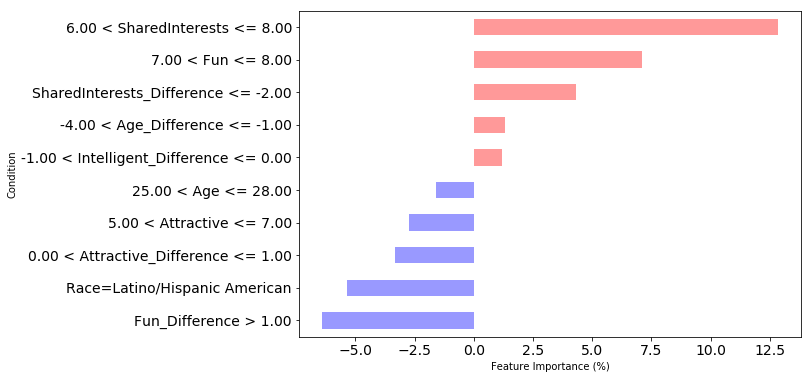 6.00 < SharedInterests <= 8.00
7.00 < Fun <= 8.00
SharedInterests_Difference <= -2.00
-4.00 < Age_Difference <= -1.00
-1.00 < Intelligent_Difference <= 0.00
25.00 < Age <= 28.00
5.00 < Attractive <= 7.00
0.00 < Attractive_Difference <= 1.00
Race=Latino/Hispanic American
Fun_Difference > 1.00
Condition
−5.0 −2.5 0.0 2.5 5.0 7.5 10.0 12.5
Feature Importance (%)